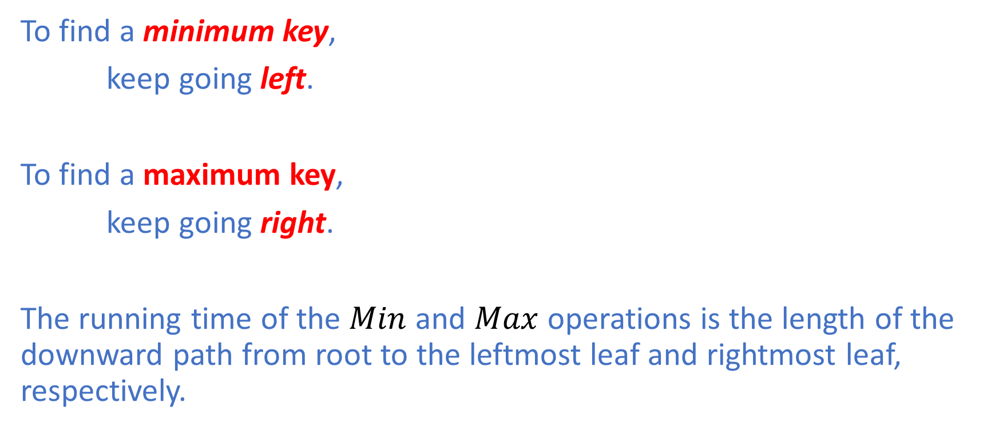 To find a minimum key,
keep going left.
To find a maximum key,
keep going right.
The running time of the Min and Max operations is the length of the
downward path from root to the leftmost leaf and rightmost leaf,
respectively.